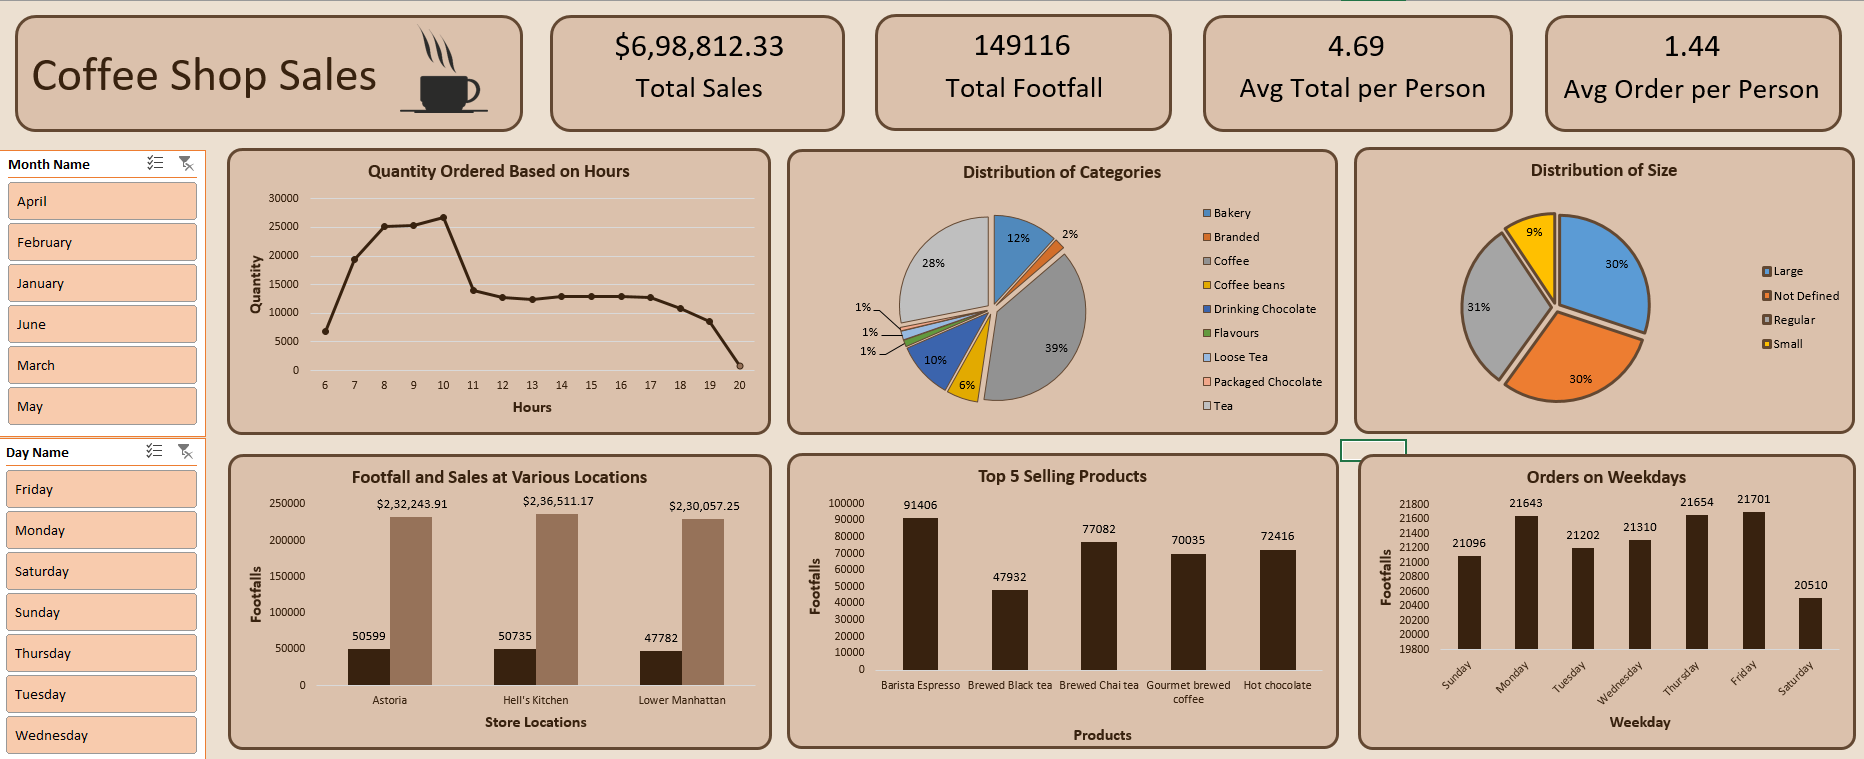 Coffee Shop Sales
$6,98,812.33
Total Sales
149116
Total Footfall
4.69
Avg Total per Person
1.44
Avg Order per Person
Month Name
April
February
January
June
March
May
Day Name
Friday
Monday
Saturday
Sunday
Thursday
Tuesday
Wednesday
Quantity Ordered Based on Hours
Quantity
30000
25000
20000
15000
10000
5000
0
6 7 8 9 10 11 12 13 14 15 16 17 18 19 20
Hours
Distribution of Categories
12%
2%
39%
6%
10%
1%
1%
1%
28%
Bakery
Branded
Coffee
Coffee beans
Drinking Chocolate
Flavours
Loose Tea
Packaged Chocolate
Tea
Distribution of Size
30%
30%
31%
9%
Large
Not Defined
Regular
Small
Footfall and Sales at Various Locations
Footfalls
250000
200000
150000
100000
50000
0
50599
$2,32,243.91
50735
$2,36,511.17
47782
$2,30,057.25
Astoria
Hell's Kitchen
Lower Manhattan
Store Locations
Top 5 Selling Products
Footfalls
100000
90000
80000
70000
60000
50000
40000
30000
20000
10000
0
91406
47932
77082
70035
72416
Barista Espresso
Brewed Black tea
Brewed Chai tea
Gourmet brewed
coffee
Hot chocolate
Products
Orders on Weekdays
Footfalls
21800
21600
21400
21200
21000
20800
20600
20400
20200
20000
19800
21096
21643
21202
21310
21654
21701
20510
Sunday
Monday
Tuesday
Wednesday
Thursday
Friday
Saturday
Weekday